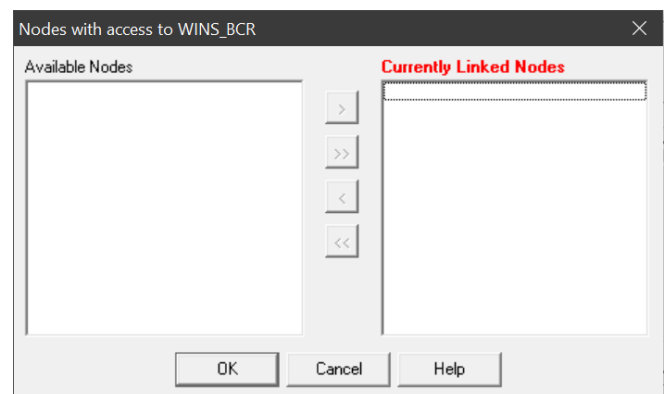 Nodes with access to WINS_BCR
Available Nodes
Currently Linked Nodes
>
>>
<
<<
OK
Cancel
Help